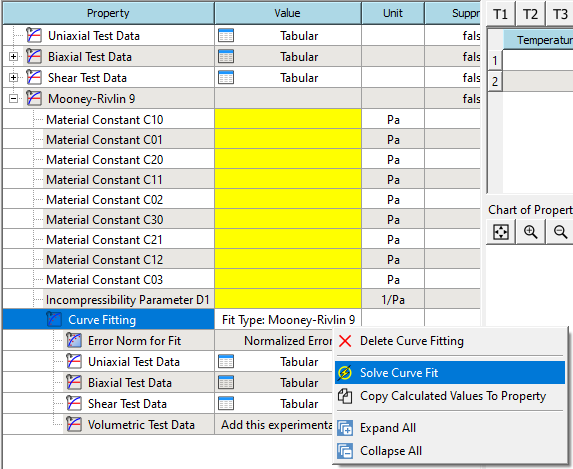 Property Value Unit Suppr
Uniaxial Test Data Tabular fals
Biaxial Test Data Tabular fals
Shear Test Data Tabular fals
Mooney-Rivlin 9 fals
Material Constant C10 Pa
Material Constant C01 Pa
Material Constant C20 Pa
Material Constant C11 Pa
Material Constant C02 Pa
Material Constant C30 Pa
Material Constant C21 Pa
Material Constant C12 Pa
Material Constant C03 Pa
Incompressibility Parameter D1 1/Pa
Curve Fitting Fit Type: Mooney-Rivlin 9
Error Norm for Fit Normalized Error
Uniaxial Test Data Tabular
Biaxial Test Data Tabular
Shear Test Data Tabular
Volumetric Test Data Add this experimenta
Delete Curve Fitting
Solve Curve Fit
Copy Calculated Values To Property
Expand All
Collapse All
T1 T2 T3
Temperatur
1
2
Chart of Propert